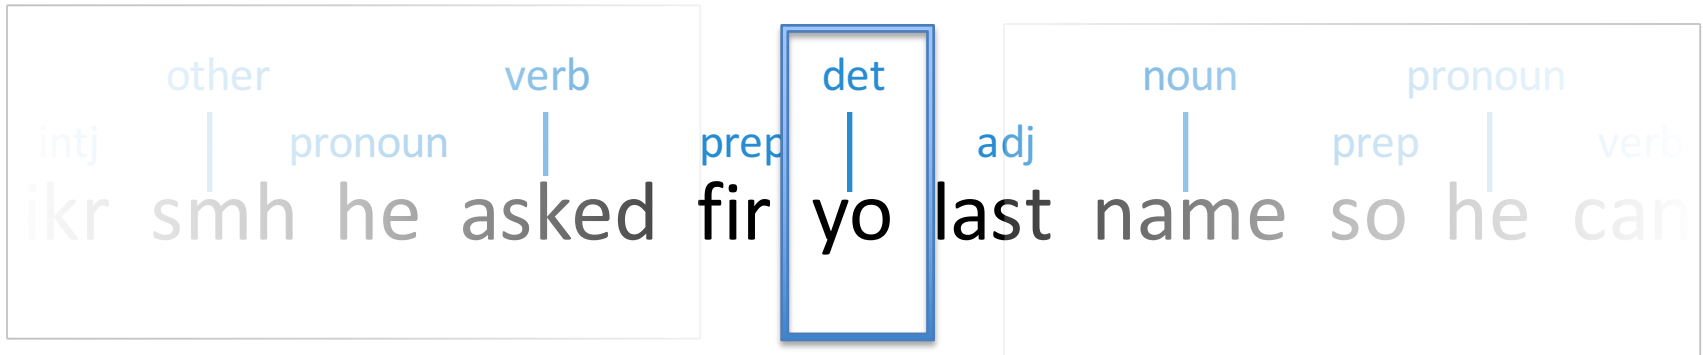 other verb det noun pronoun
intj pronoun prep adj prep verb
ikr smh he asked fir yo last name so he can